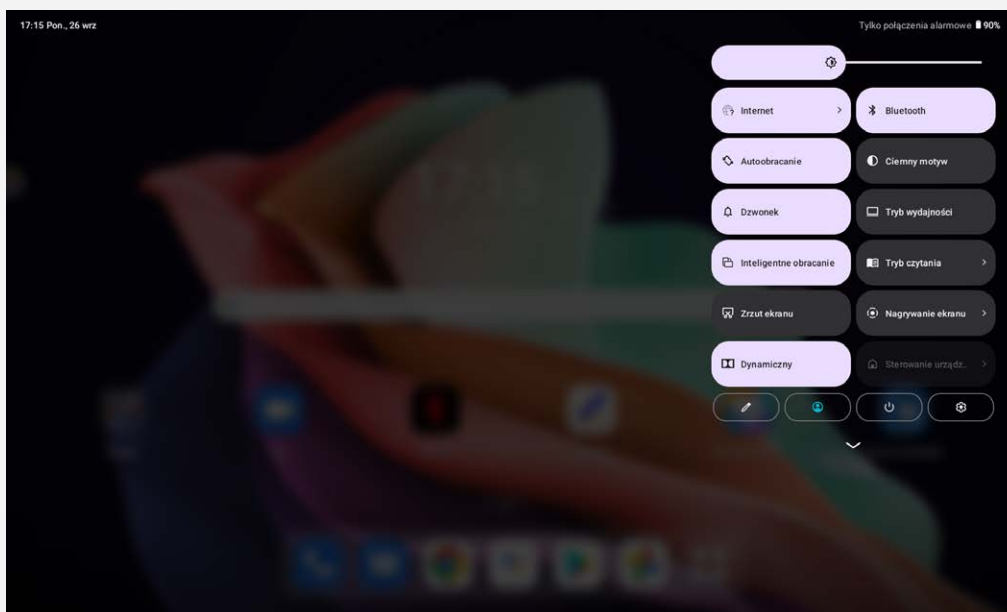 17:15 Pon., 26 wrz
Tylko połączenia alarmowe 90%
Internet
Bluetooth
Autoobracanie
Ciemny motyw
Dzwonek
Tryb wydajności
Inteligentne obracanie
Tryb czytania
Zrzut ekranu
Nagrywanie ekranu
Dynamiczny
Sterowanie urządz..